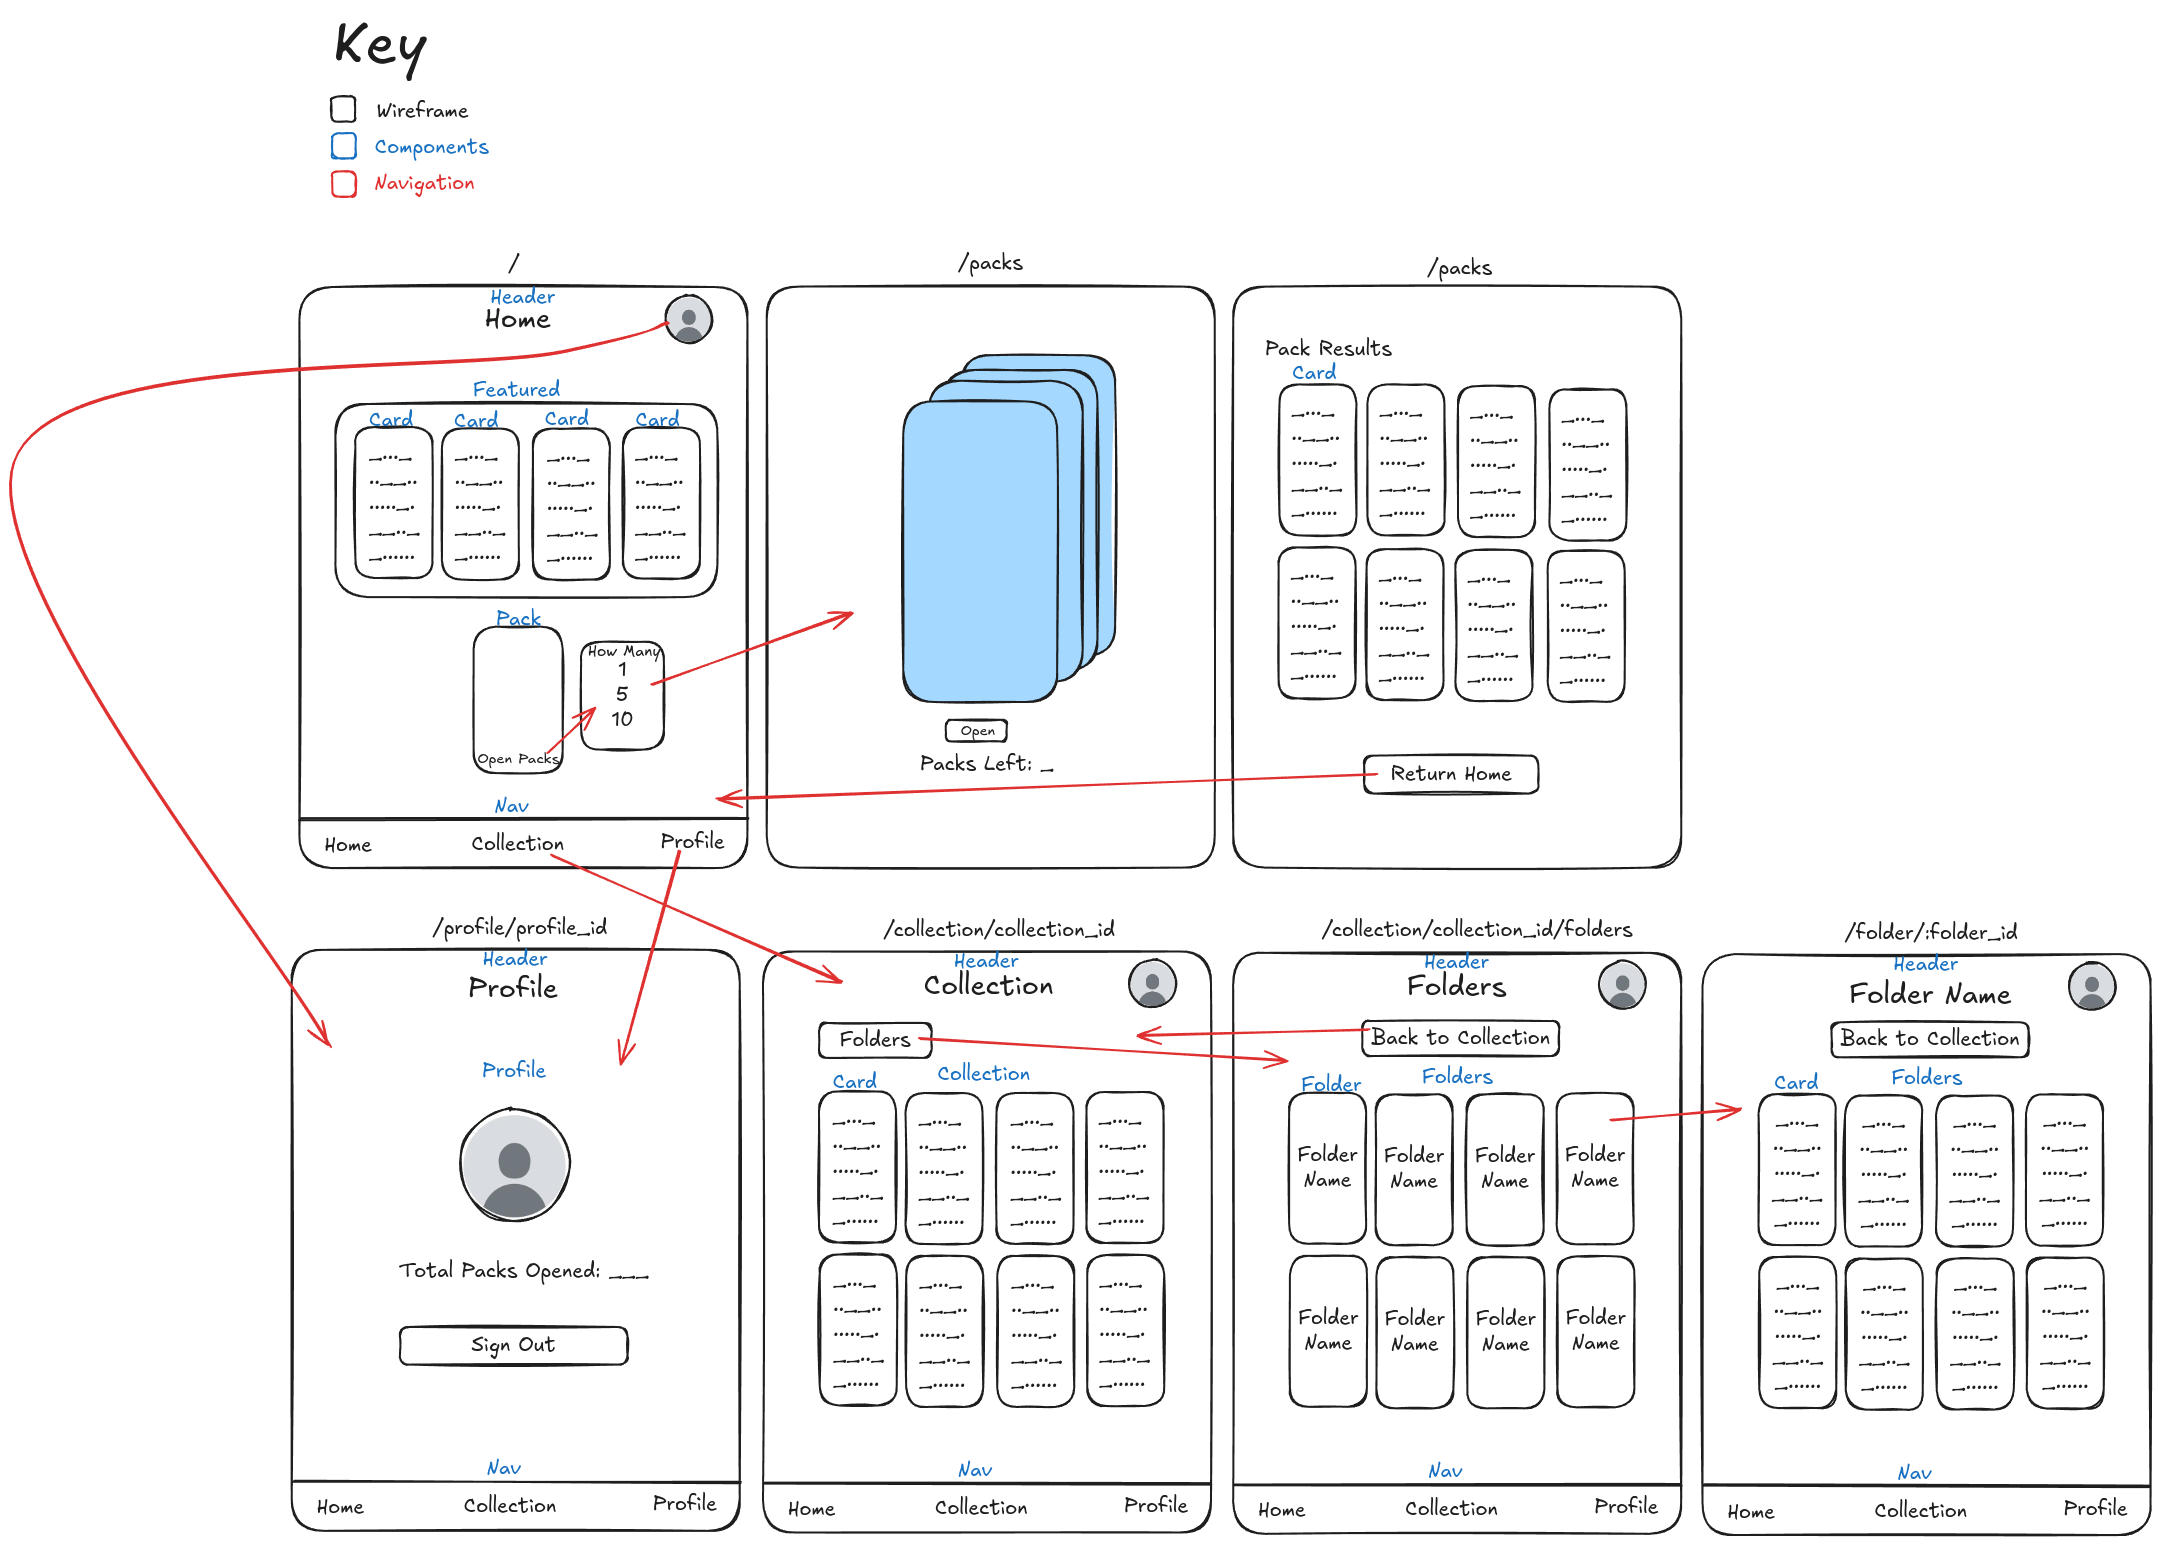 Key
Wireframe
Components
Navigation
/
Header
Home
Featured
Card Card Card Card
Pack
How Many
1
5
10
Open Packs
Nav
Home Collection Profile
/packs
Open
Packs Left: _
/packs
Pack Results
Card
Return Home
/profile/profile_id
Header
Profile
Profile
Total Packs Opened: ___
Sign Out
Nav
Home Collection Profile
/collection/collection_id
Header
Collection
Folders
Card Collection
Nav
Home Collection Profile
/collection/collection_id/folders
Header
Folders
Back to Collection
Folder Folders
Folder Folder Folder Folder
Name Name Name Name
Folder Folder Folder Folder
Name Name Name Name
Nav
Home Collection Profile
/folder/:folder_id
Header
Folder Name
Back to Collection
Card Folders
Nav
Home Collection Profile